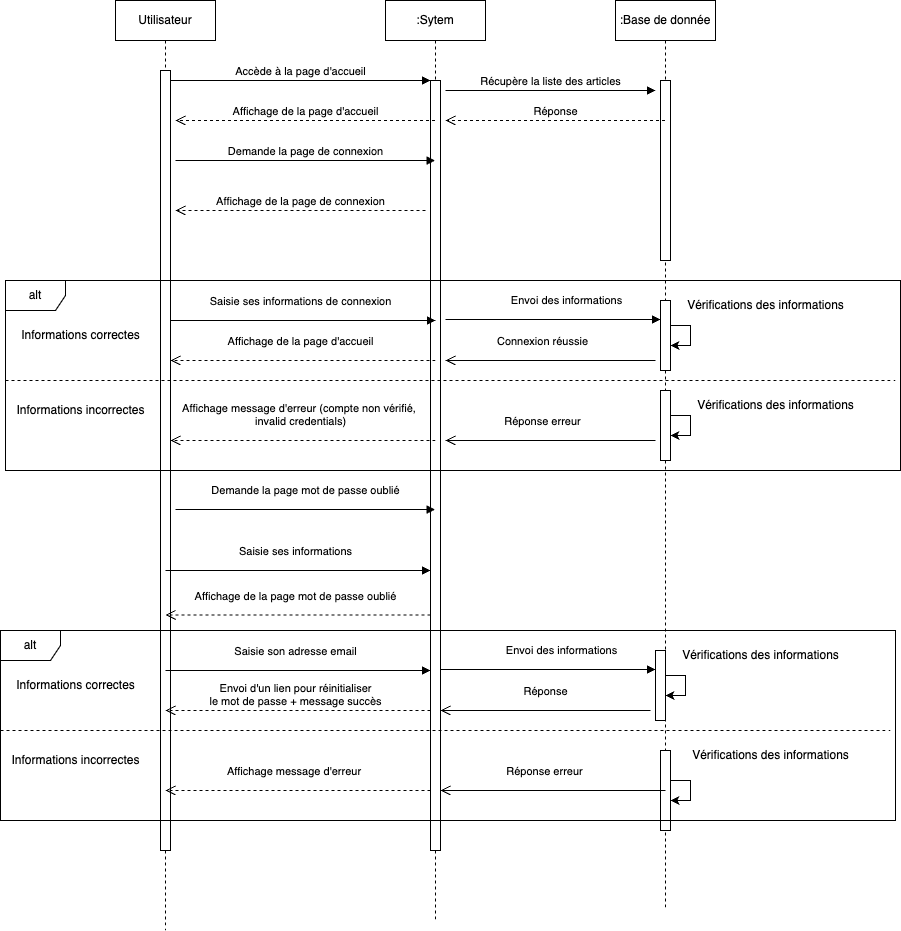 Utilisateur
:Sytem
:Base de donnée
Accède à la page d'accueil
Récupère la liste des articles
Affichage de la page d'accueil
Réponse
Demande la page de connexion
Affichage de la page de connexion
alt
Saisie ses informations de connexion
Envoi des informations
Vérifications des informations
Informations correctes
Affichage de la page d'accueil
Connexion réussie
Informations incorrectes
Affichage message d'erreur (compte non vérifié,
invalid credentials)
Réponse erreur
Vérifications des informations
Demande la page mot de passe oublié
Saisie ses informations
Affichage de la page mot de passe oublié
alt
Saisie son adresse email
Envoi des informations
Vérifications des informations
Informations correctes
Envoi d'un lien pour réinitialiser
le mot de passe + message succès
Réponse
Informations incorrectes
Vérifications des informations
Affichage message d'erreur
Réponse erreur